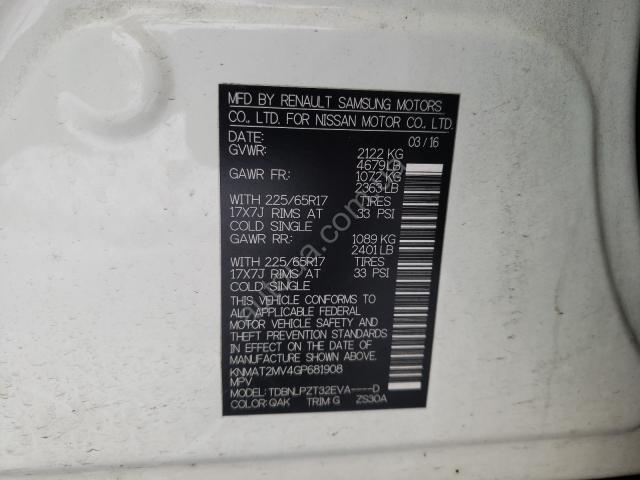 MFD BY RENAULT SAMSUNG MOTORS
CO., LTD. FOR NISSAN MOTOR CO., LTD.
DATE: 03/16
GVWR: 2122 KG
4679LB
GAWR FR: 1072 KG
2363LB
WITH 225/65R17 TIRES
17X7J RIMS AT 33 PSI
COLD SINGLE
GAWR RR: 1089 KG
2401LB
WITH 225/65R17 TIRES
17X7J RIMS AT 33 PSI
COLD SINGLE
THIS VEHICLE CONFORMS TO
ALL APPLICABLE FEDERAL
MOTOR VEHICLE SAFETY AND
THEFT PREVENTION STANDARDS
IN EFFECT ON THE DATE OF
MANUFACTURE SHOWN ABOVE.
KNMAT2MV4GP681908
MPV
MODEL: TDBNLPZT32EVA----D
COLOR: QAK TRIM G ZS30A